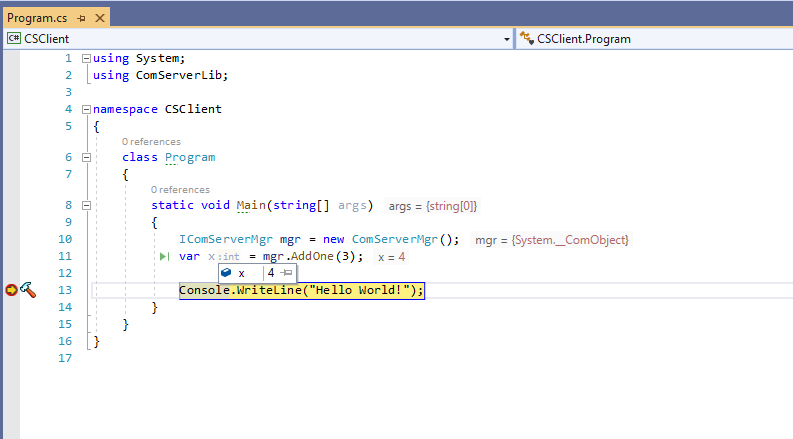 Program.cs
CSClient CSClient.Program
1 using System;
2 using ComServerLib;
3
4 namespace CSClient
5 {
0 references
6 class Program
7 {
0 references
8 static void Main(string[] args) args = {string[0]}
9 {
10 IComServerMgr mgr = new ComServerMgr(); mgr = {System.__ComObject}
11 var x:int = mgr.AddOne(3); x = 4
12 x 4
13 Console.WriteLine("Hello World!");
14 }
15 }
16 }
17